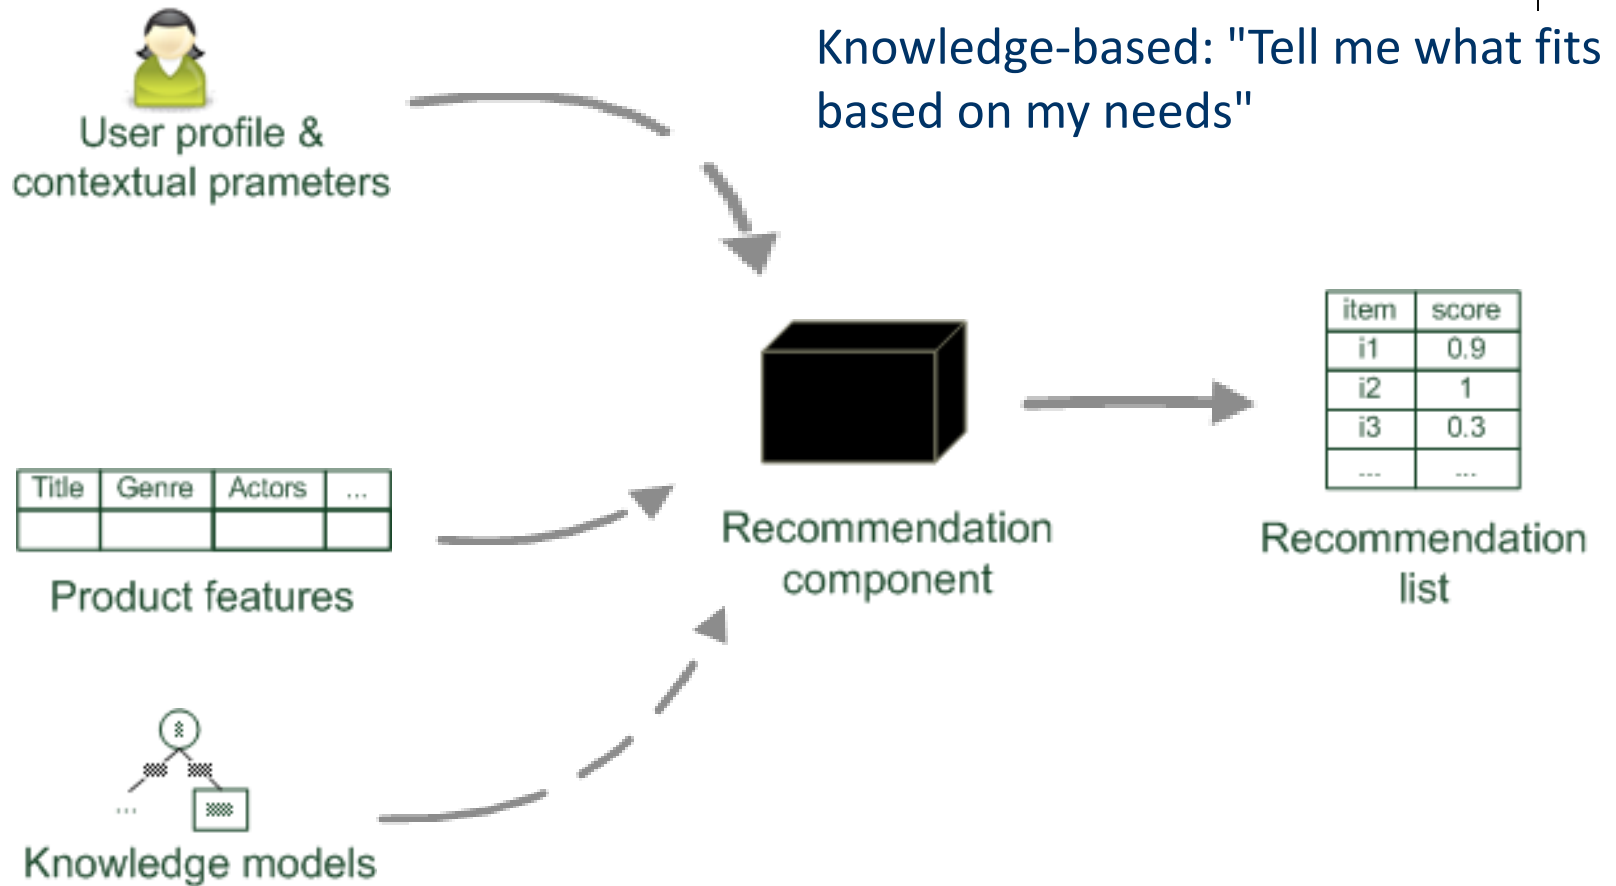 Knowledge-based: "Tell me what fits
based on my needs"
User profile &
contextual prameters
Title Genre Actors ...
Product features
...
Knowledge models
Recommendation
component
item score
i1 0.9
i2 1
i3 0.3
... ...
Recommendation
list